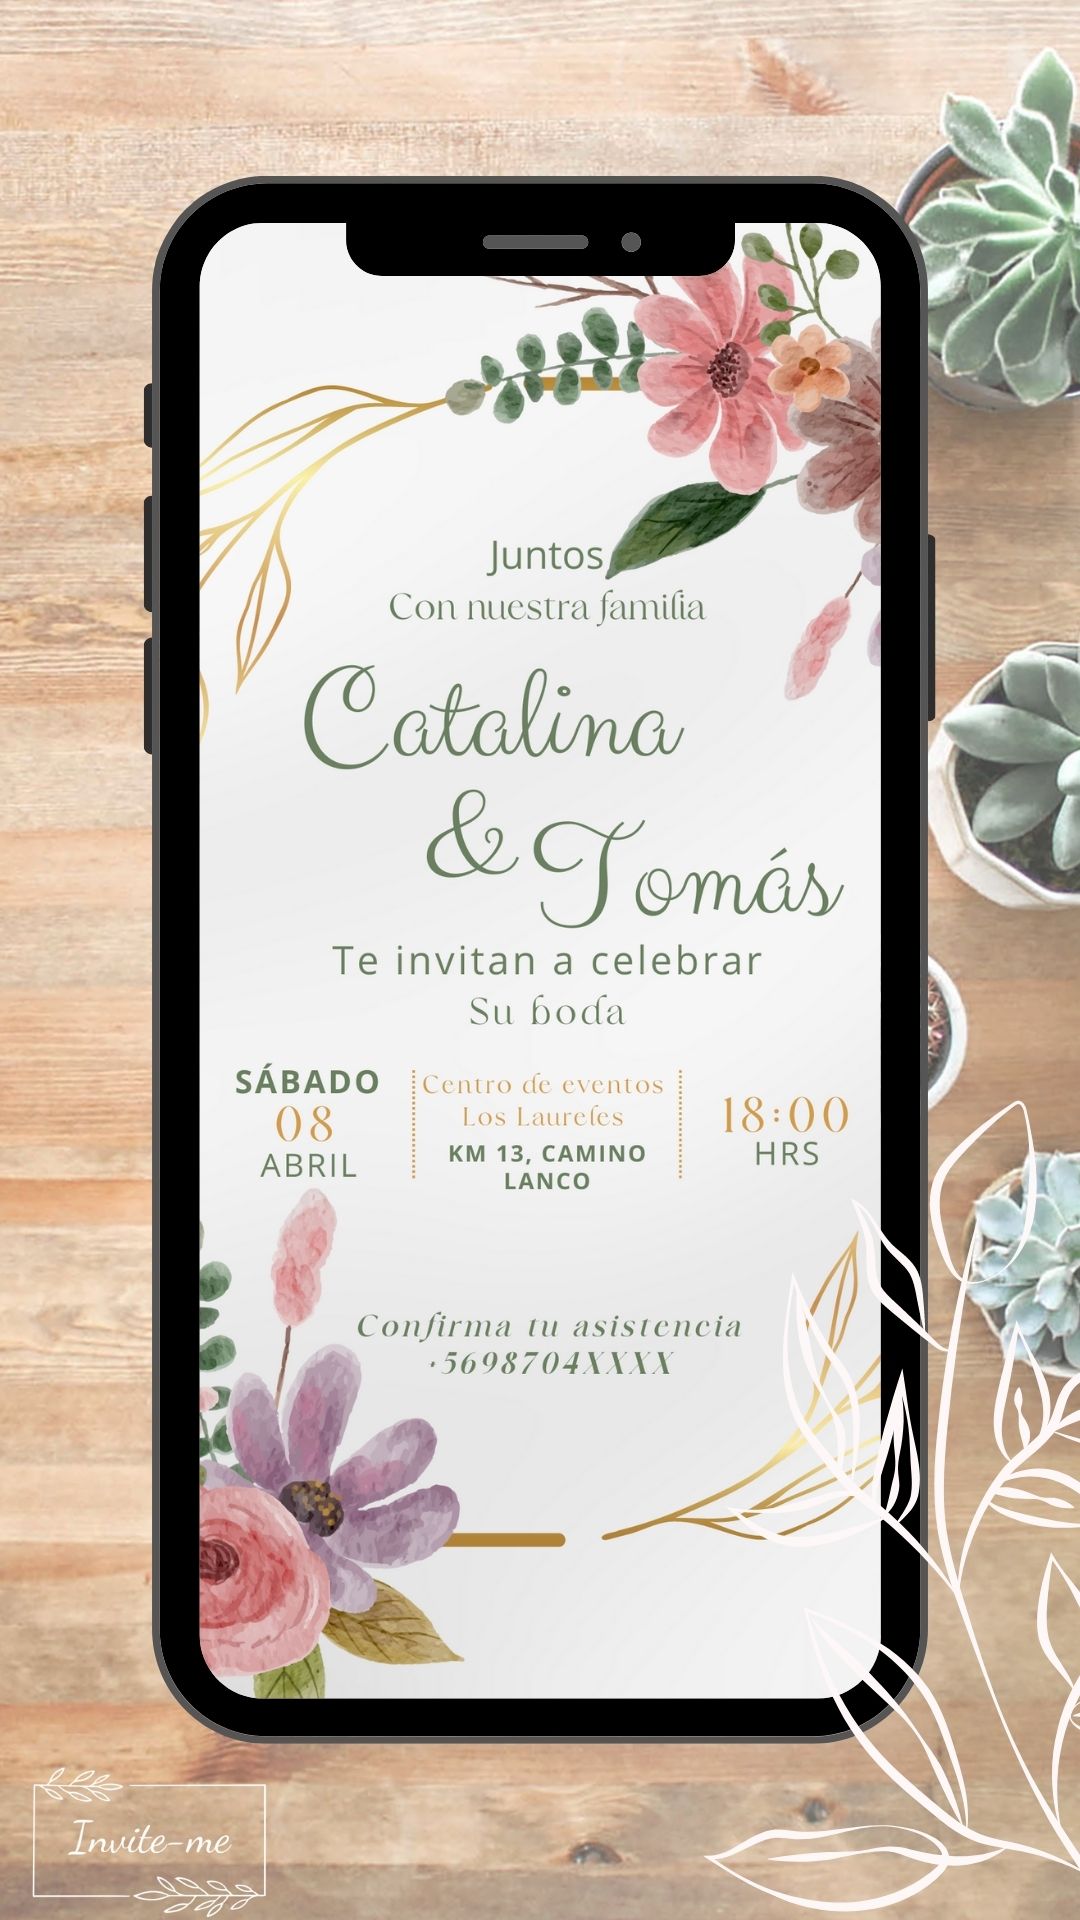 Juntos
Con nuestra familia
Catalina
& Tomás
Te invitan a celebrar
Su boda
SÁBADO
08
ABRIL
Centro de eventos
Los Laureles
KM 13, CAMINO
LANCO
18:00
HRS
Confirma tu asistencia
+5698704XXXX
Invite-me